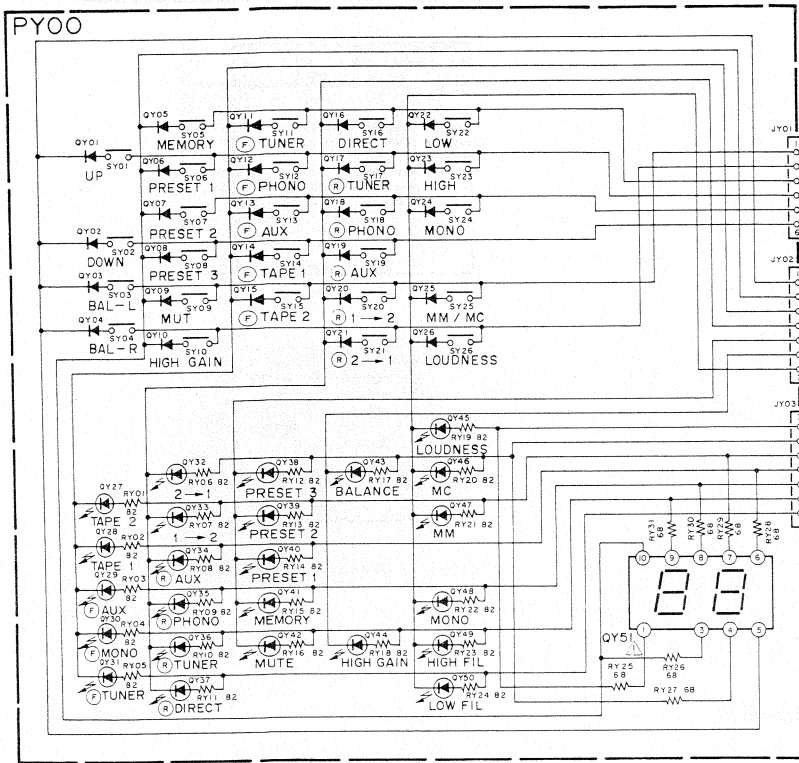 PY00
QY05
SY05
MEMORY
QY11
SY11
F TUNER
QY16
SY16
DIRECT
QY22
SY22
LOW
JY01
1
6
QY01
SY01
UP
QY06
SY06
PRESET 1
QY12
SY12
F PHONO
QY17
SY17
R TUNER
QY23
SY23
HIGH
QY07
SY07
PRESET 2
QY13
SY13
F AUX
QY18
SY18
R PHONO
QY24
SY24
MONO
QY02
SY02
DOWN
QY08
SY08
PRESET 3
QY14
SY14
F TAPE 1
QY19
SY19
R AUX
JY02
QY03
SY03
BAL-L
QY09
SY09
MUT
QY15
SY15
F TAPE 2
QY20
SY20
R 1 → 2
QY25
SY25
MM / MC
QY04
SY04
BAL-R
QY10
SY10
HIGH GAIN
QY21
SY21
R 2 → 1
QY26
SY26
LOUDNESS
JY03
QY45
RY19 82
LOUDNESS
QY32
RY06 82
2 → 1
QY38
RY12 82
PRESET 3
QY43
RY17 82
BALANCE
QY46
RY20 82
MC
QY27
RY01
82
TAPE 2
QY33
RY07 82
1 → 2
QY39
RY13 82
PRESET 2
QY47
RY21 82
MM
RY31
68
RY30
68
RY29
68
RY28
68
QY28
RY02
82
TAPE 1
QY34
RY08 82
R AUX
QY40
RY14 82
PRESET 1
10
9
8
7
6
QY29
RY03
82
F AUX
QY35
RY09 82
R PHONO
QY41
RY15 82
MEMORY
QY48
RY22 82
MONO
88
QY30
RY04
82
F MONO
QY36
RY10 82
R TUNER
QY42
RY16 82
MUTE
QY44
RY18 82
HIGH GAIN
QY49
RY23 82
HIGH FIL
1
3
4
5
QY51
QY31
RY05
82
F TUNER
QY37
RY11 82
R DIRECT
QY50
RY24 82
LOW FIL
RY25
68
RY26
68
RY27 68